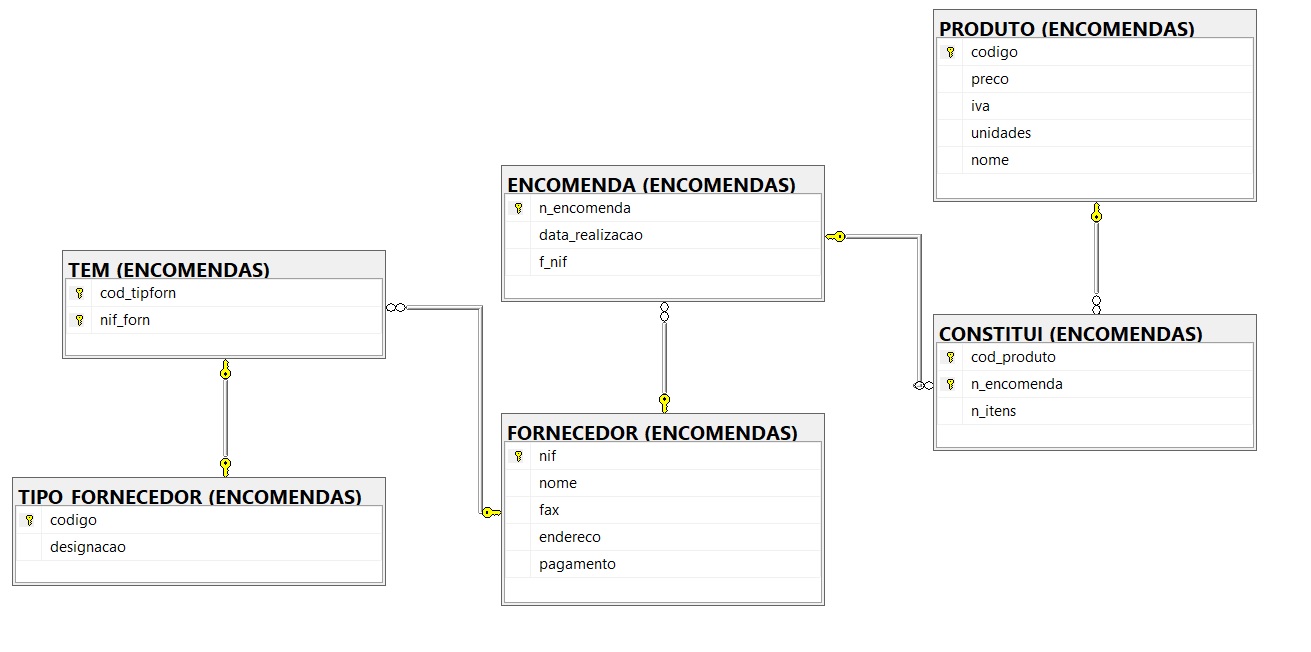 PRODUTO (ENCOMENDAS)
codigo
preco
iva
unidades
nome
ENCOMENDA (ENCOMENDAS)
n_encomenda
data_realizacao
f_nif
TEM (ENCOMENDAS)
cod_tipforn
nif_forn
CONSTITUI (ENCOMENDAS)
cod_produto
n_encomenda
n_itens
FORNECEDOR (ENCOMENDAS)
nif
nome
fax
endereco
pagamento
TIPO_FORNECEDOR (ENCOMENDAS)
codigo
designacao